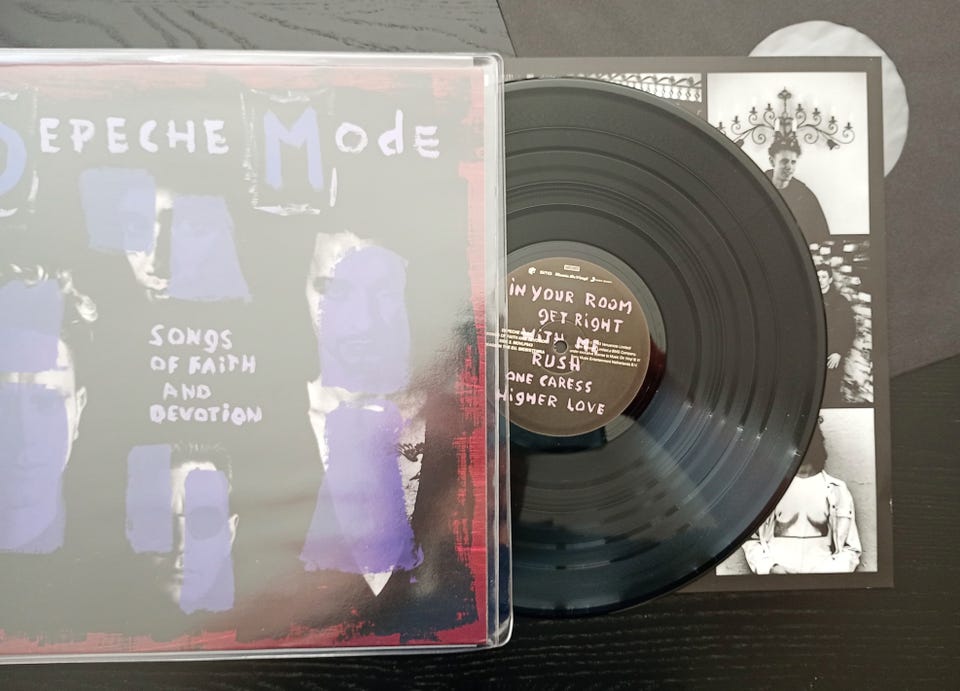 DEPECHE MODE
SONGS
OF FAITH
AND
DEVOTION
IN YOUR ROOM
GET RIGHT
WITH ME
RUSH
ONE CARESS
HIGHER LOVE